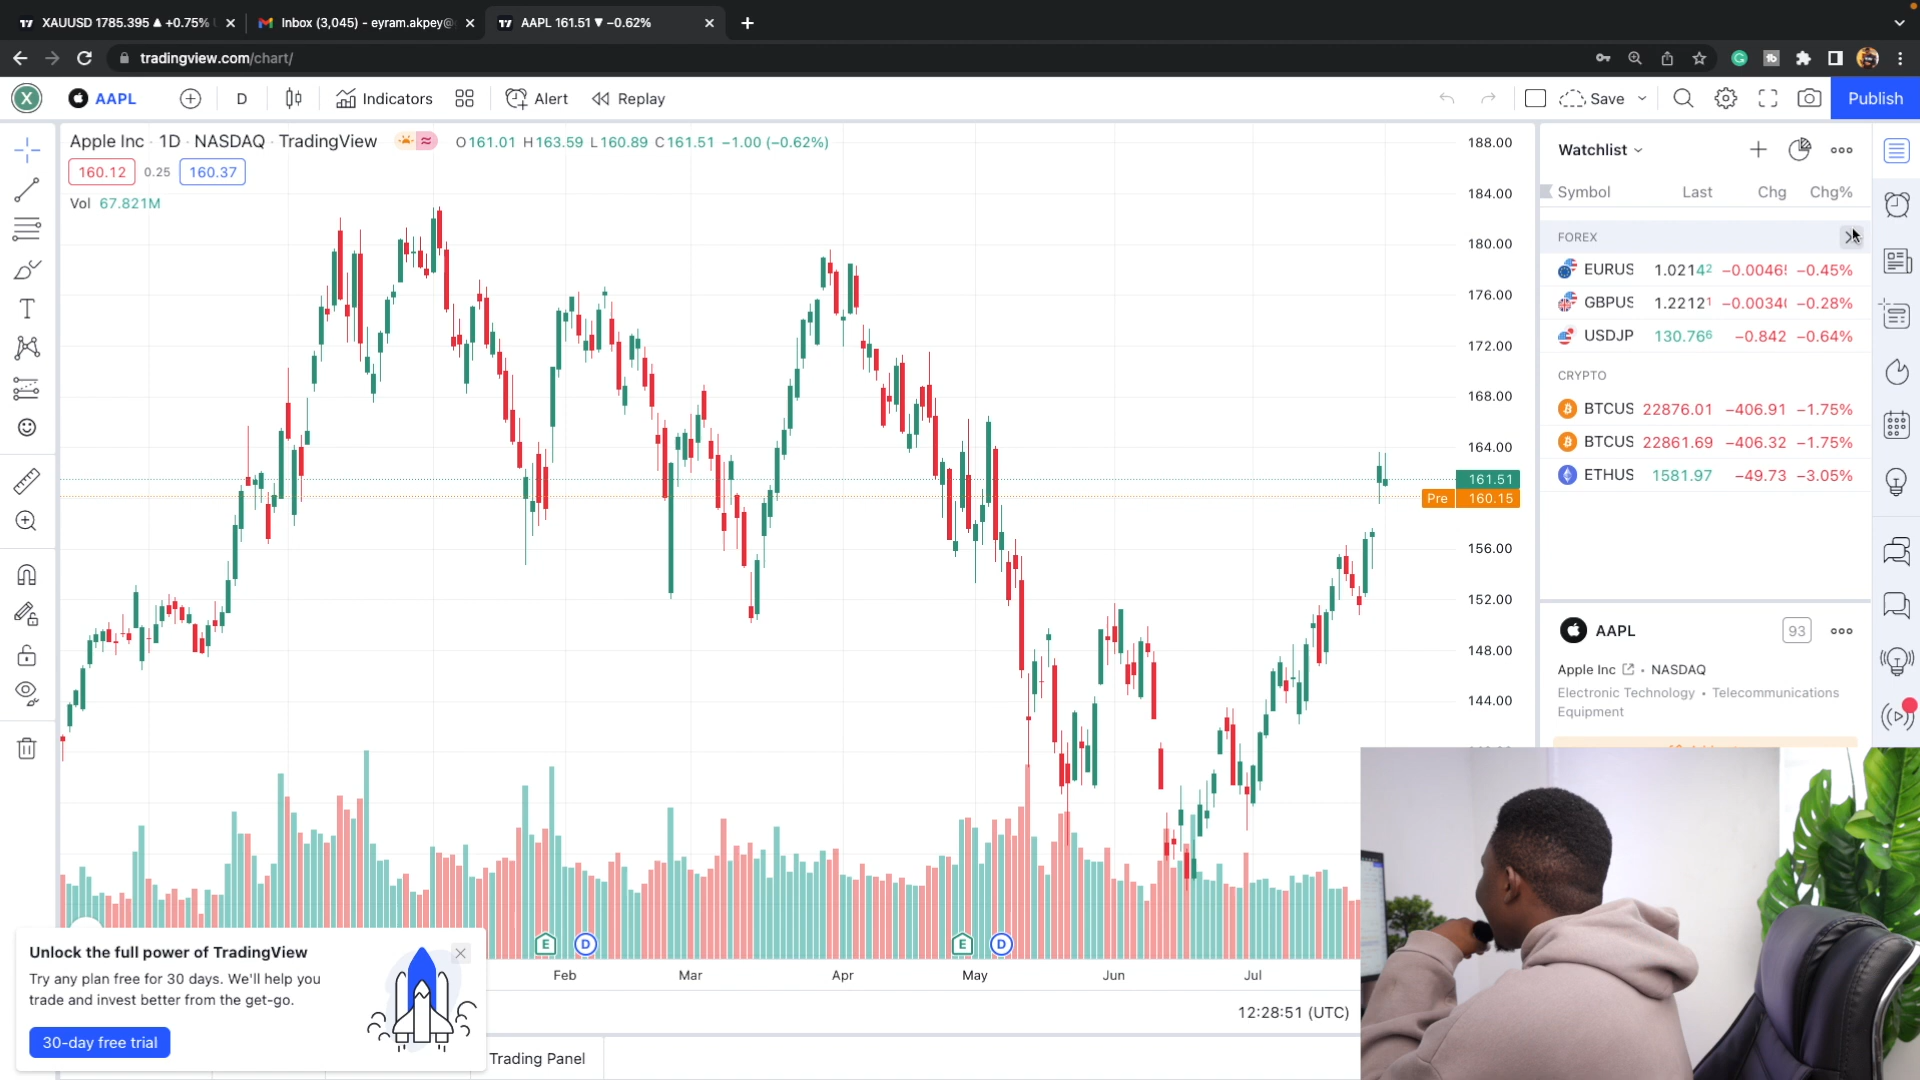 XAUUSD 1785.395 ▲ +0.75%
Inbox (3,045) - eyram.akpey@
AAPL 161.51 ▼ −0.62%
tradingview.com/chart/
X
AAPL
D
Indicators
Alert
Replay
Save
Publish
Apple Inc · 1D · NASDAQ · TradingView
O161.01 H163.59 L160.89 C161.51 −1.00 (−0.62%)
160.12 0.25 160.37
Vol 67.821M
188.00
184.00
180.00
176.00
172.00
168.00
164.00
161.51
Pre 160.15
156.00
152.00
148.00
144.00
E D E D
Feb Mar Apr May Jun Jul
12:28:51 (UTC)
Trading Panel
Watchlist
Symbol Last Chg Chg%
FOREX
EURUS 1.02142 −0.0046 −0.45%
GBPUS 1.22121 −0.0034 −0.28%
USDJP 130.766 −0.842 −0.64%
CRYPTO
BTCUS 22876.01 −406.91 −1.75%
BTCUS 22861.69 −406.32 −1.75%
ETHUS 1581.97 −49.73 −3.05%
AAPL
93
Apple Inc • NASDAQ
Electronic Technology • Telecommunications
Equipment
Unlock the full power of TradingView
Try any plan free for 30 days. We'll help you
trade and invest better from the get-go.
30-day free trial